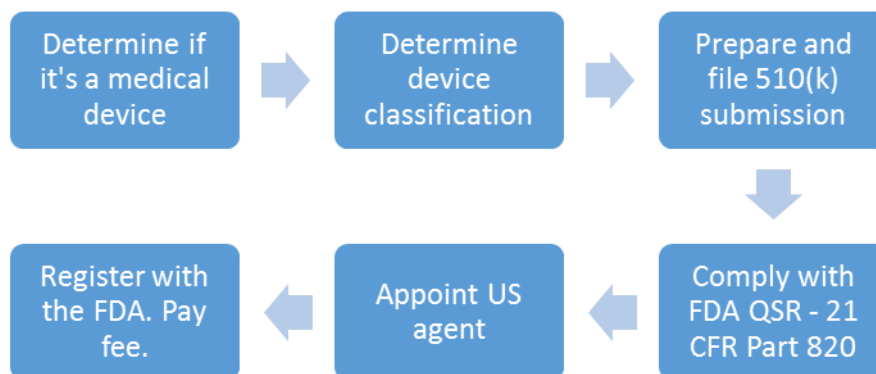 Determine if
it's a medical
device
Determine
device
classification
Prepare and
file 510(k)
submission
Comply with
FDA QSR - 21
CFR Part 820
Appoint US
agent
Register with
the FDA. Pay
fee.